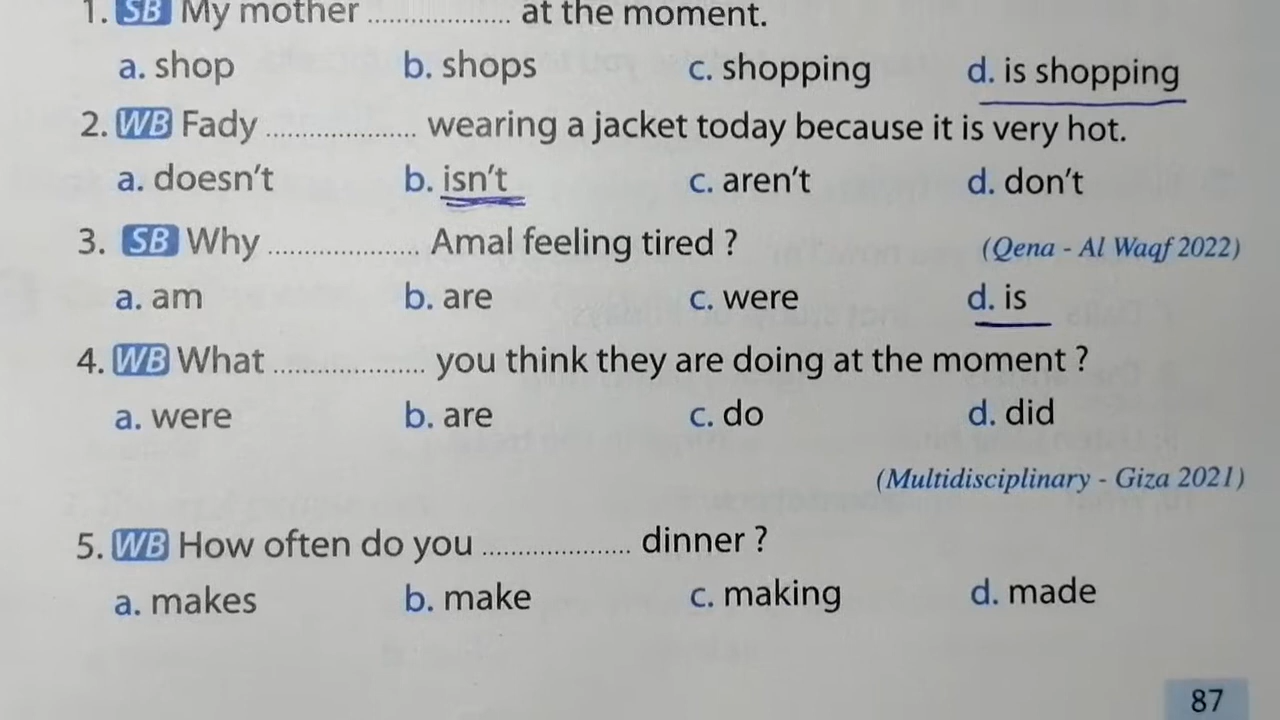 1. SB My mother ................... at the moment.
a. shop b. shops c. shopping d. is shopping
2. WB Fady ................... wearing a jacket today because it is very hot.
a. doesn't b. isn't c. aren't d. don't
3. SB Why ................... Amal feeling tired ? (Qena - Al Waqf 2022)
a. am b. are c. were d. is
4. WB What ................... you think they are doing at the moment ?
a. were b. are c. do d. did
(Multidisciplinary - Giza 2021)
5. WB How often do you ................... dinner ?
a. makes b. make c. making d. made
87